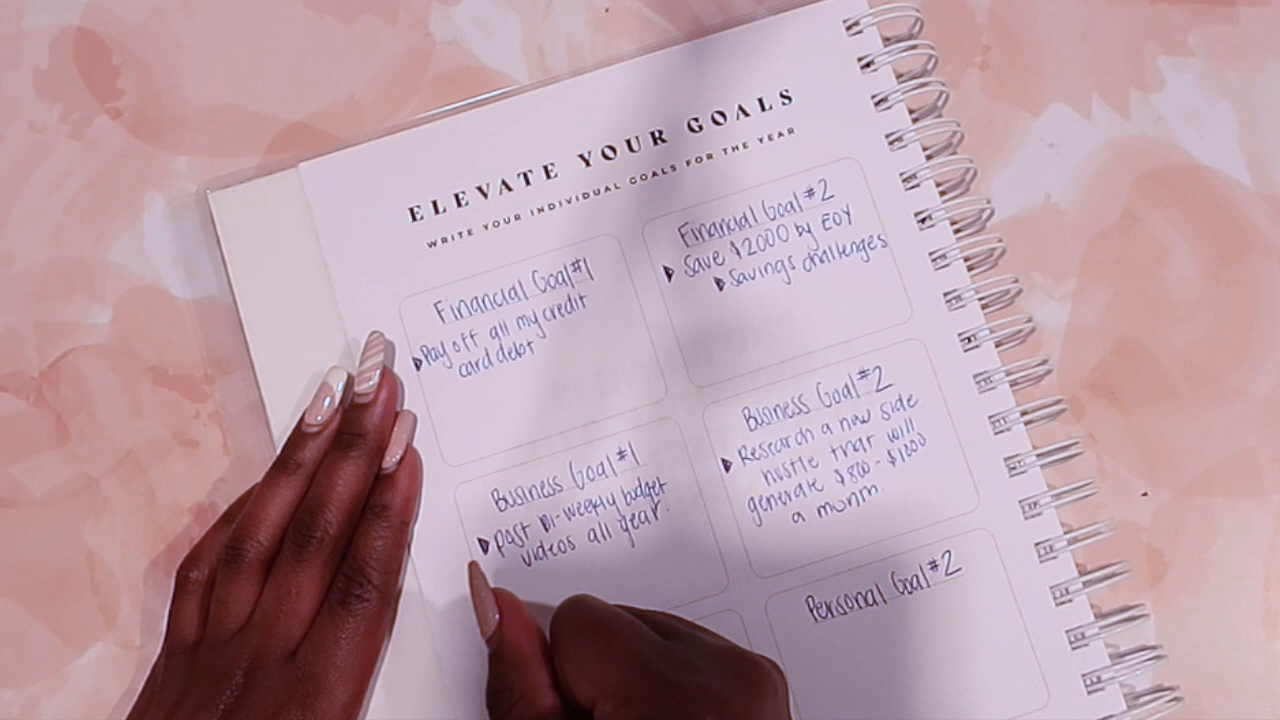 ELEVATE YOUR GOALS
WRITE YOUR INDIVIDUAL GOALS FOR THE YEAR
Financial Goal #1
Pay off all my credit
card debt
Financial Goal #2
Save $2000 by EOY
Savings challenges
Business Goal #1
Post Bi-weekly budget
videos all year.
Business Goal #2
Research a new side
hustle that will
generate $800 - $1000
a month.
Personal Goal #2